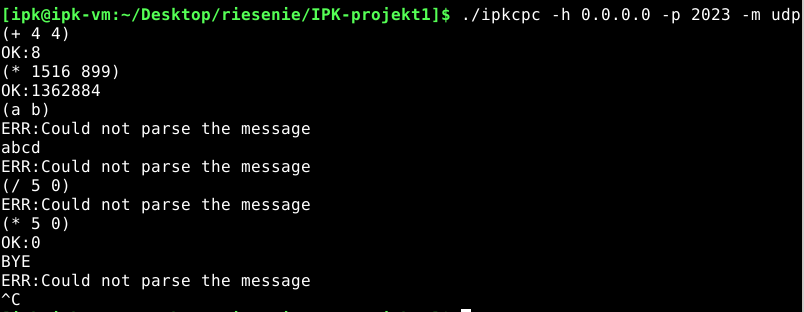 [ipk@ipk-vm:~/Desktop/riesenie/IPK-projekt1]$ ./ipkcpc -h 0.0.0.0 -p 2023 -m udp
(+ 4 4)
OK:8
(* 1516 899)
OK:1362884
(a b)
ERR:Could not parse the message
abcd
ERR:Could not parse the message
(/ 5 0)
ERR:Could not parse the message
(* 5 0)
OK:0
BYE
ERR:Could not parse the message
^C